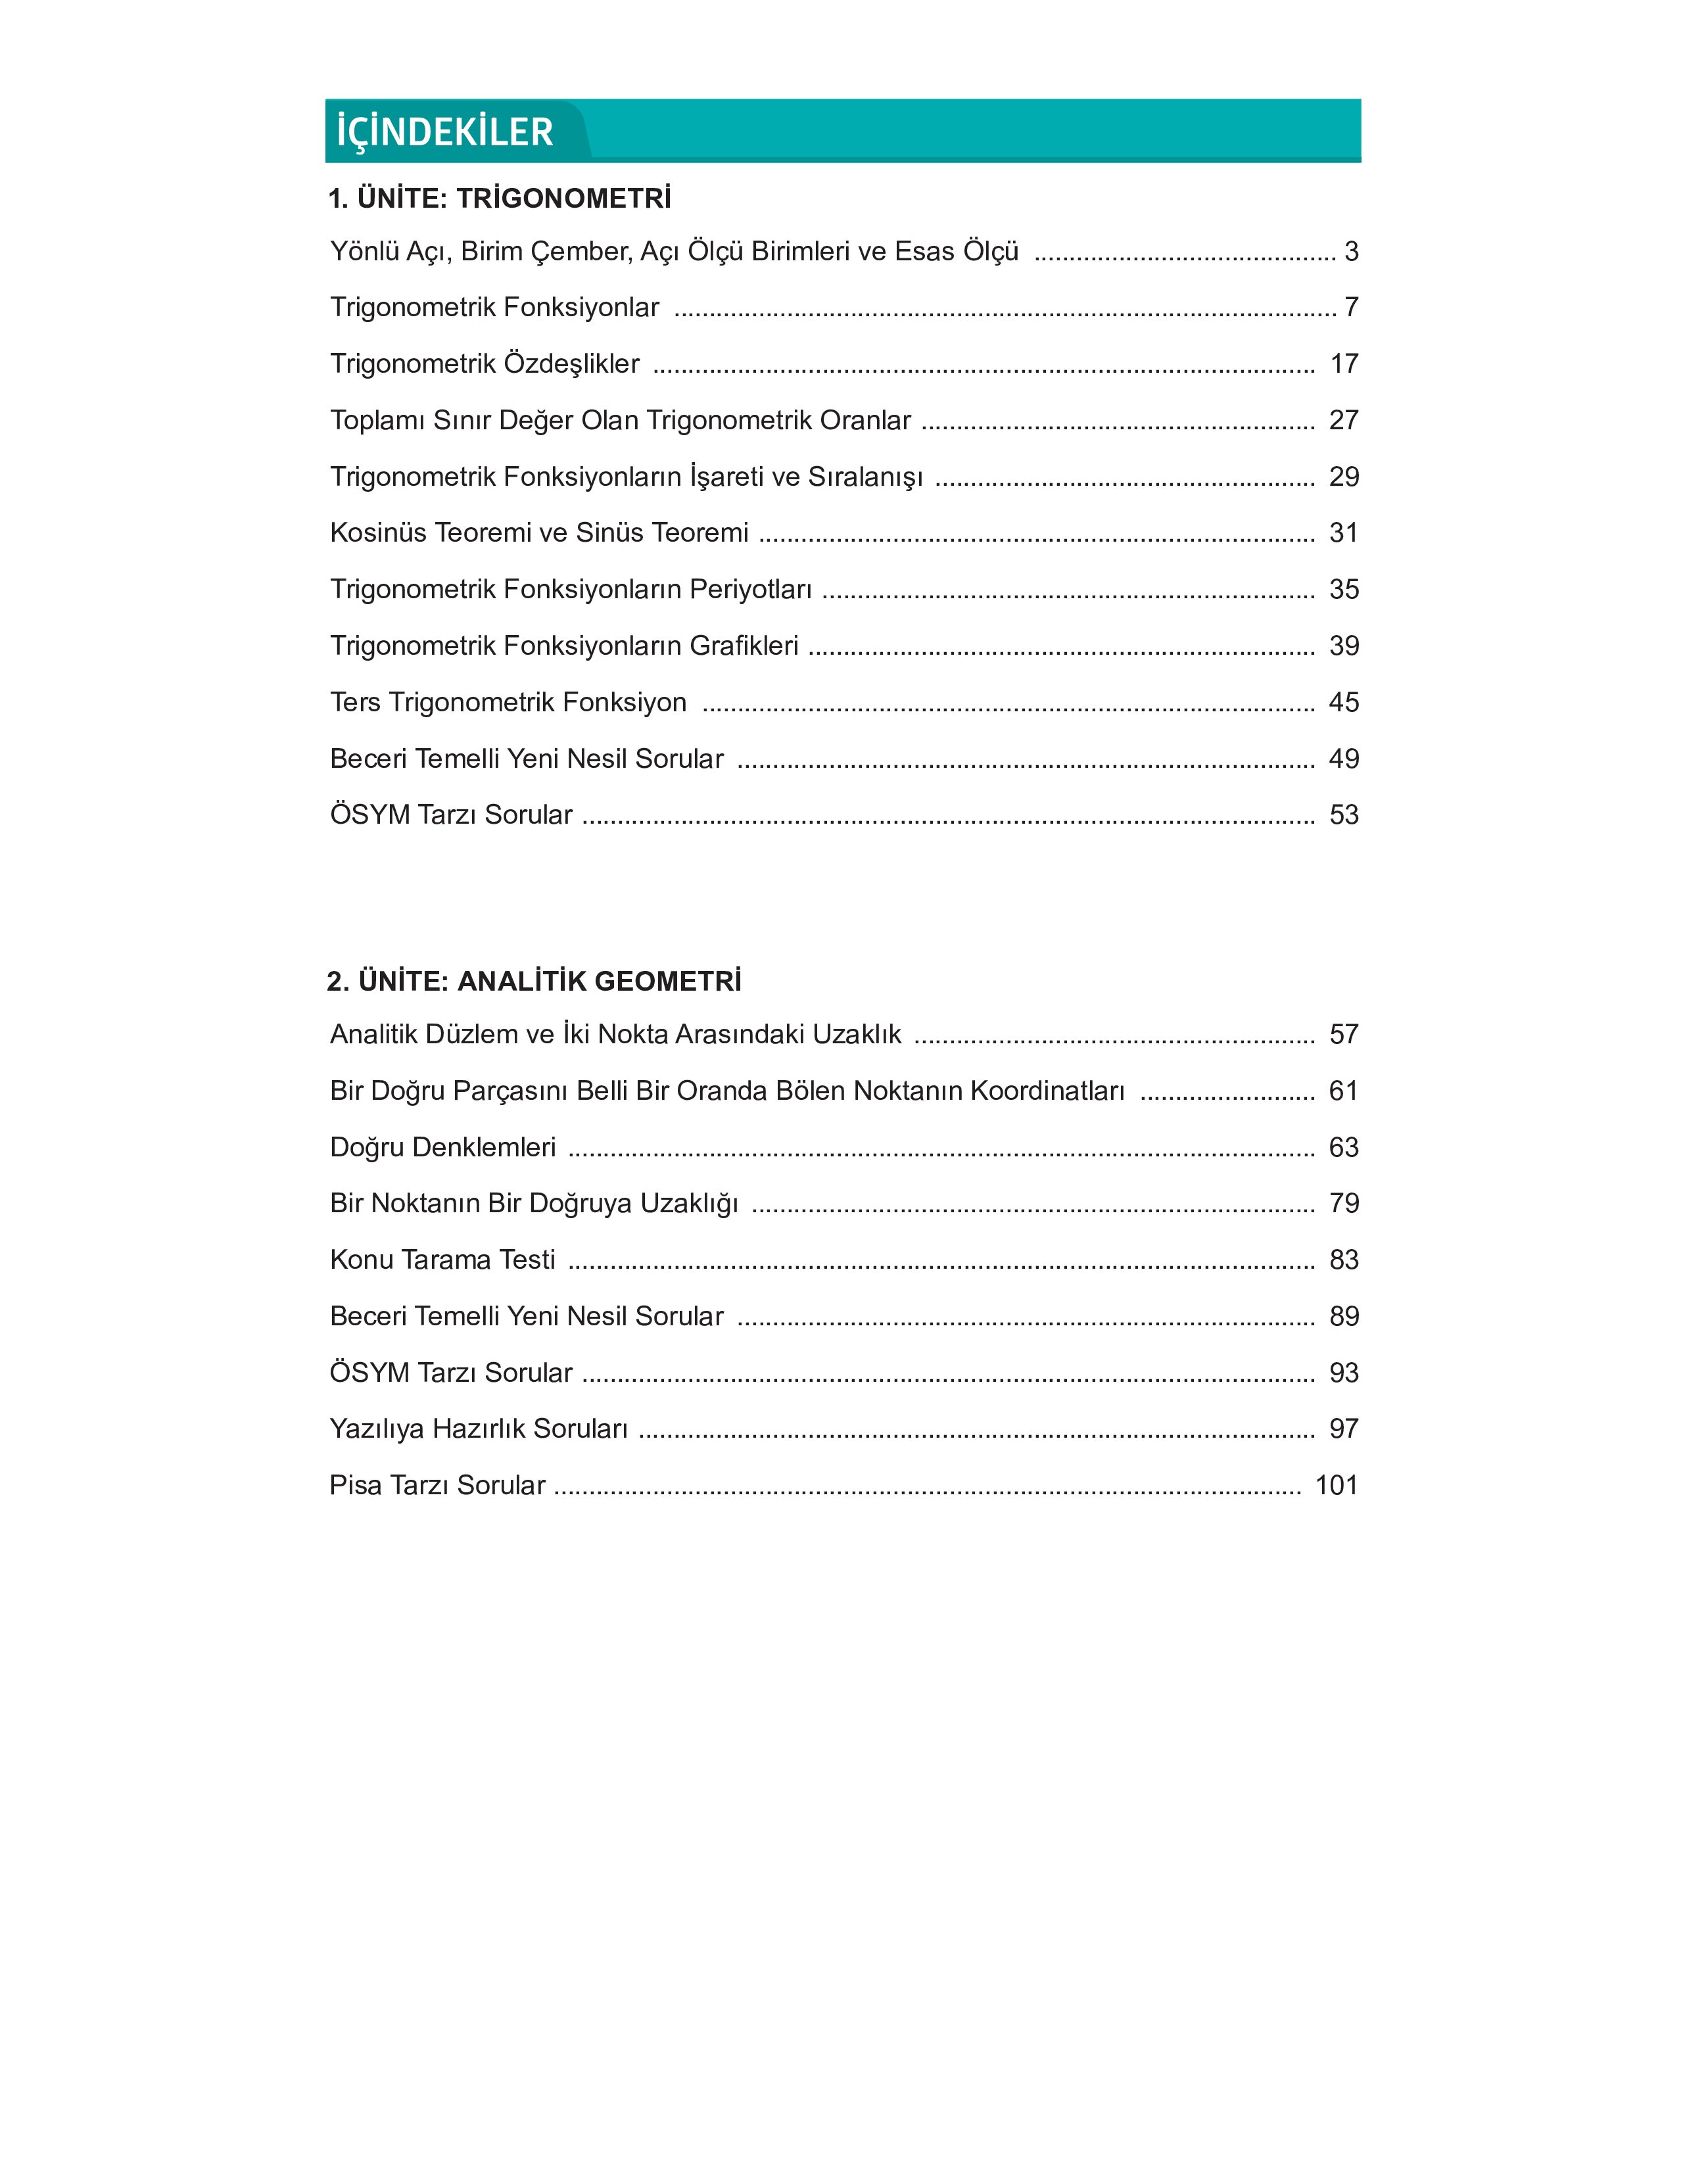 İÇİNDEKİLER
1. ÜNİTE: TRİGONOMETRİ
Yönlü Açı, Birim Çember, Açı Ölçü Birimleri ve Esas Ölçü ........................................... 3
Trigonometrik Fonksiyonlar .............................................................................................. 7
Trigonometrik Özdeşlikler .............................................................................................. 17
Toplamı Sınır Değer Olan Trigonometrik Oranlar ........................................................ 27
Trigonometrik Fonksiyonların İşareti ve Sıralanışı ...................................................... 29
Kosinüs Teoremi ve Sinüs Teoremi ............................................................................... 31
Trigonometrik Fonksiyonların Periyotları ...................................................................... 35
Trigonometrik Fonksiyonların Grafikleri ........................................................................ 39
Ters Trigonometrik Fonksiyon ....................................................................................... 45
Beceri Temelli Yeni Nesil Sorular .................................................................................. 49
ÖSYM Tarzı Sorular ........................................................................................................ 53
2. ÜNİTE: ANALİTİK GEOMETRİ
Analitik Düzlem ve İki Nokta Arasındaki Uzaklık ......................................................... 57
Bir Doğru Parçasını Belli Bir Oranda Bölen Noktanın Koordinatları ......................... 61
Doğru Denklemleri .......................................................................................................... 63
Bir Noktanın Bir Doğruya Uzaklığı ................................................................................ 79
Konu Tarama Testi .......................................................................................................... 83
Beceri Temelli Yeni Nesil Sorular .................................................................................. 89
ÖSYM Tarzı Sorular ........................................................................................................ 93
Yazılıya Hazırlık Soruları ................................................................................................ 97
Pisa Tarzı Sorular .......................................................................................................... 101